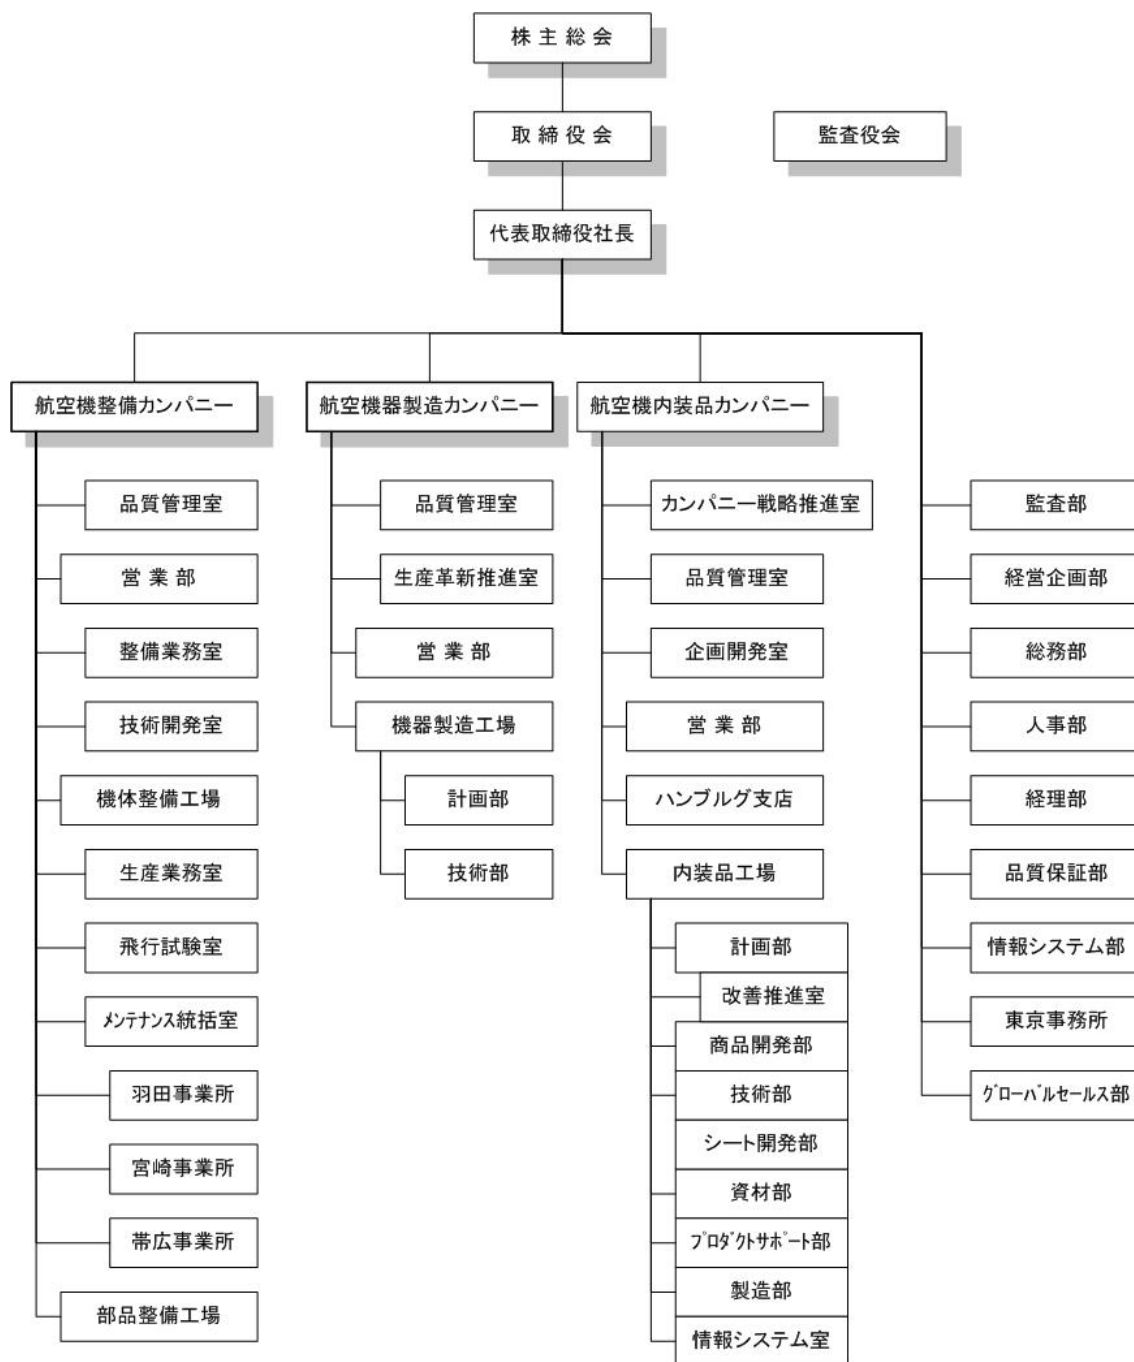 株主総会
取締役会
監査役会
代表取締役社長
航空機整備カンパニー
品質管理室
営業部
整備業務室
技術開発室
機体整備工場
生産業務室
飛行試験室
ﾒﾝﾃﾅﾝｽ統括室
羽田事業所
宮崎事業所
帯広事業所
部品整備工場
航空機器製造カンパニー
品質管理室
生産革新推進室
営業部
機器製造工場
計画部
技術部
航空機内装品カンパニー
カンパニー戦略推進室
品質管理室
企画開発室
営業部
ハンブルグ支店
内装品工場
計画部
改善推進室
商品開発部
技術部
シート開発部
資材部
ﾌﾟﾛﾀﾞｸﾄｻﾎﾟｰﾄ部
製造部
情報システム室
監査部
経営企画部
総務部
人事部
経理部
品質保証部
情報システム部
東京事務所
ｸﾞﾛｰﾊﾞﾙｾｰﾙｽ部